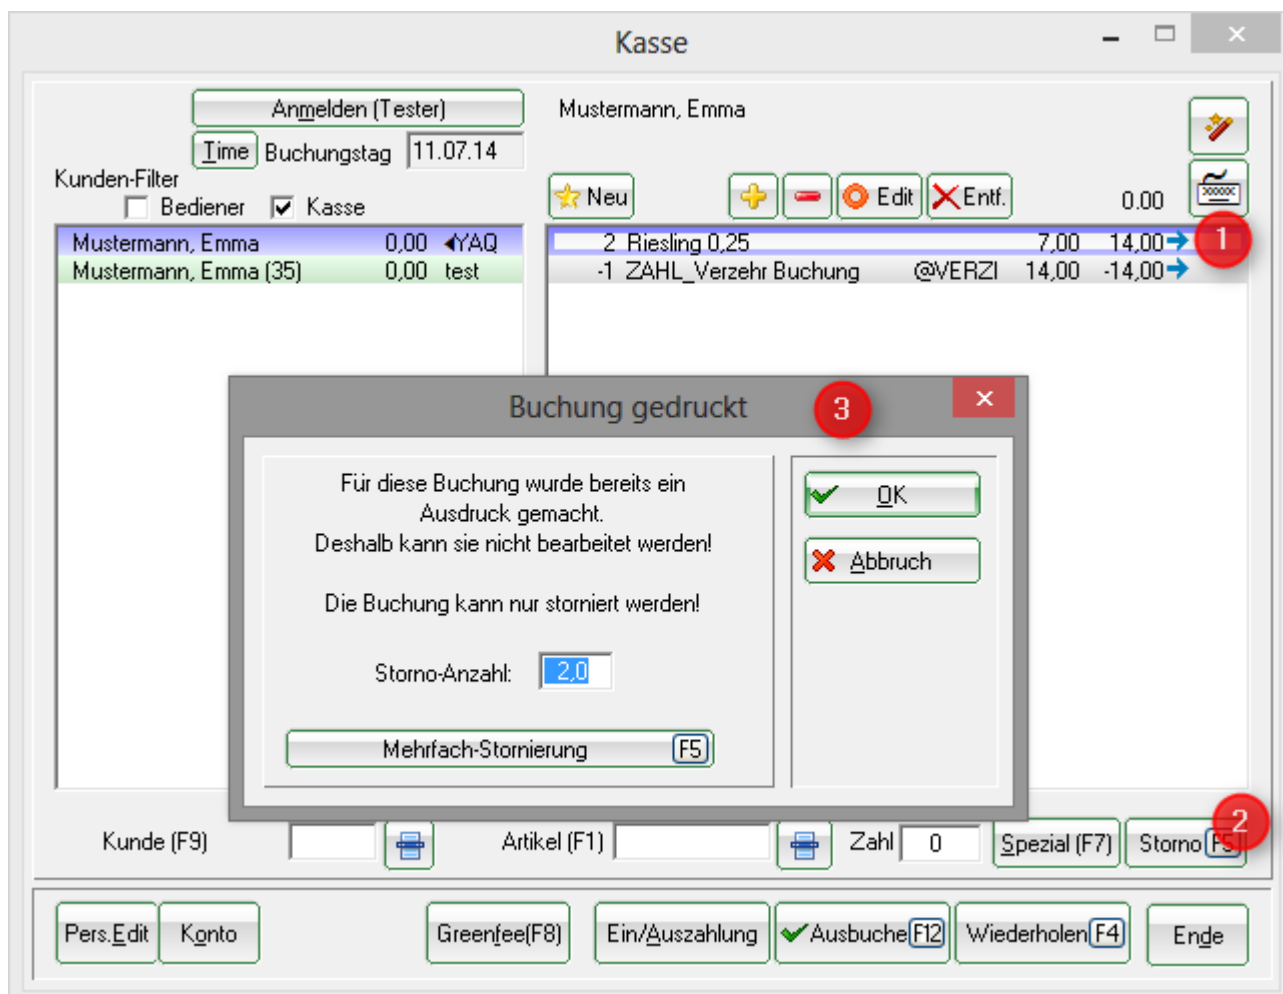 Kasse
Anmelden (Tester)
Mustermann, Emma
Time Buchungstag 11.07.14
Kunden-Filter
Bediener Kasse
Neu Edit Entf. 0.00
Mustermann, Emma 0,00 YAQ
Mustermann, Emma (35) 0,00 test
2 Riesling 0,25 7,00 14,00 1
-1 ZAHL_Verzehr Buchung @VERZI 14,00 -14,00
Buchung gedruckt 3
Für diese Buchung wurde bereits ein
Ausdruck gemacht.
Deshalb kann sie nicht bearbeitet werden!
Die Buchung kann nur storniert werden!
Storno-Anzahl: 2,0
Mehrfach-Stornierung F5
OK
Abbruch
Kunde (F9) Artikel (F1) Zahl 0 Spezial (F7) Storno F5 2
Pers.Edit Konto Greenfee(F8) Ein/Auszahlung Ausbuche F12 Wiederholen F4 Ende